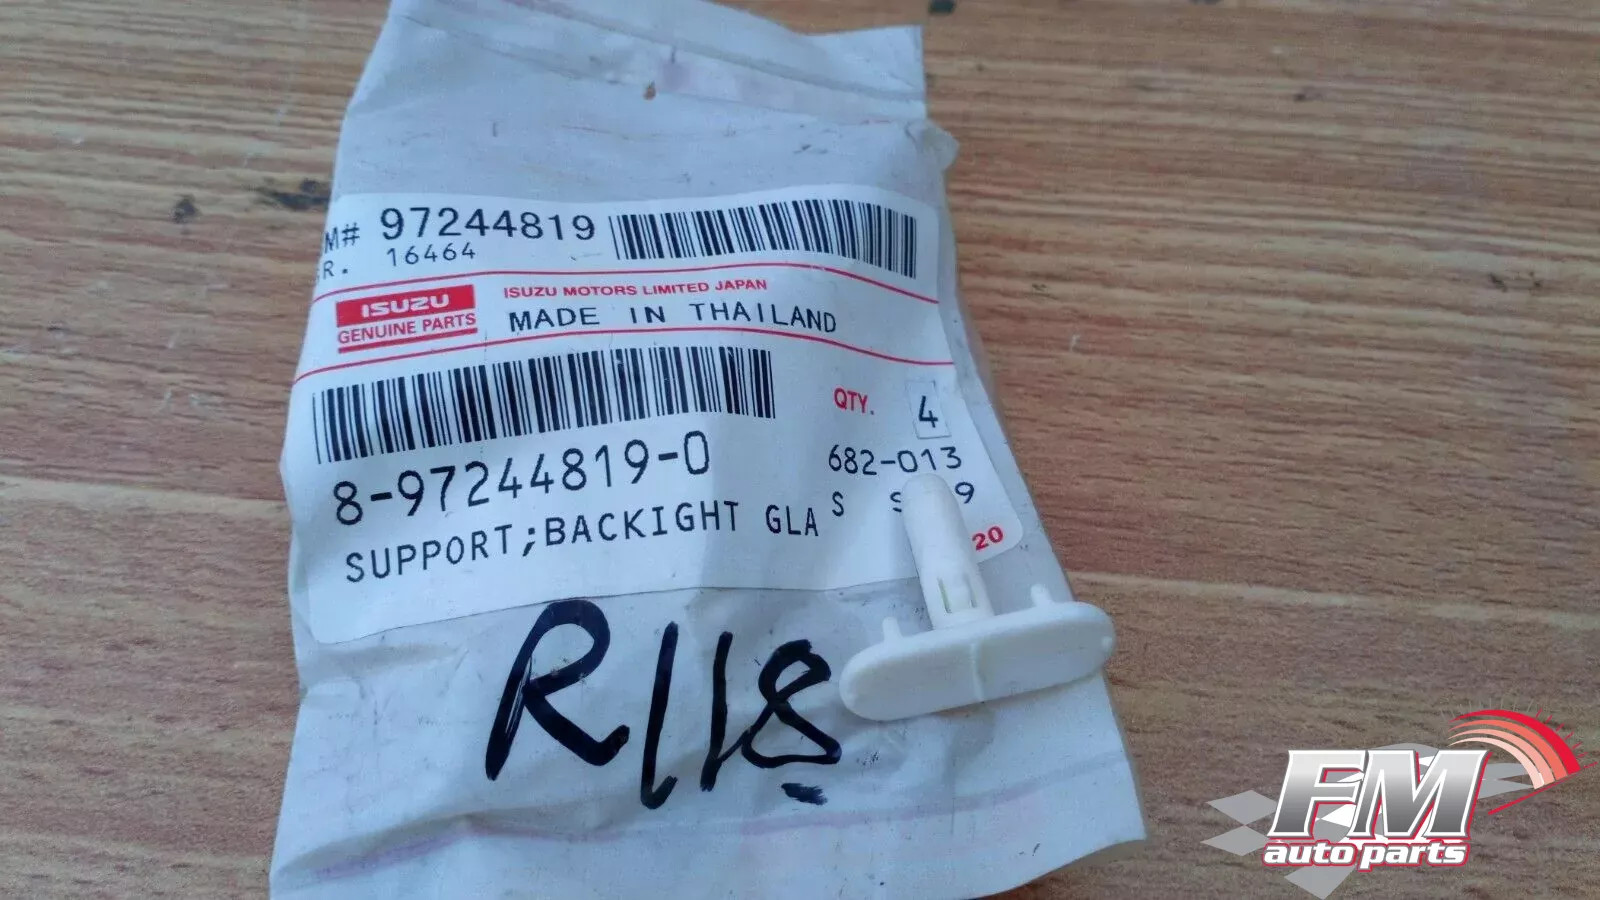 M# 97244819
R. 16464
ISUZU
GENUINE PARTS
ISUZU MOTORS LIMITED JAPAN
MADE IN THAILAND
QTY. 4
8-97244819-0
682-013
SUPPORT;BACKIGHT GLA
S 9
20
R118
FM
auto parts